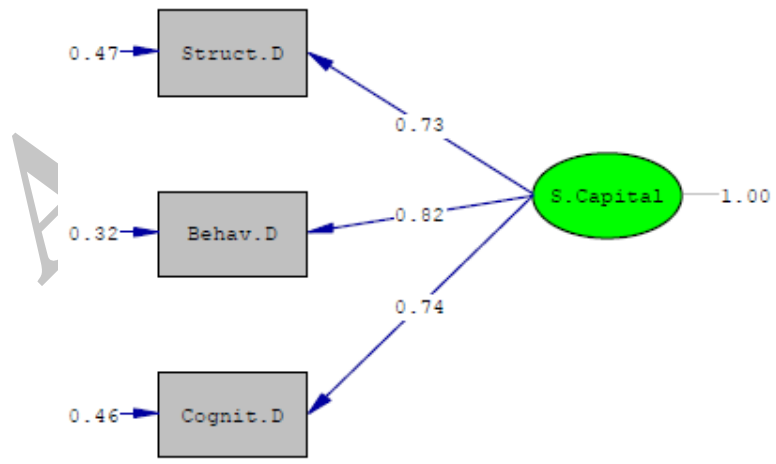 0.47
Struct.D
0.73
S.Capital
1.00
0.82
0.32
Behav.D
0.74
0.46
Cognit.D
A